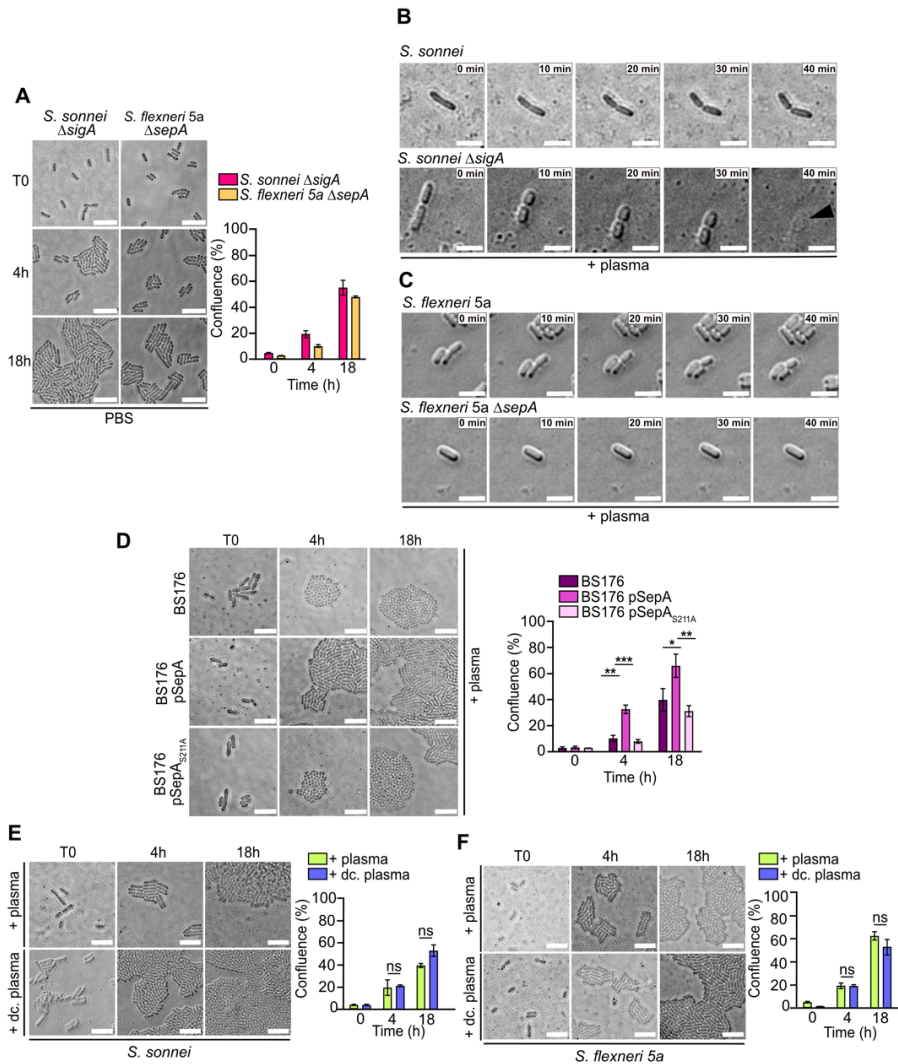 A
S. sonnei ΔsigA
S. flexneri 5a ΔsepA
T0
4h
18h
PBS
S. sonnei ΔsigA
S. flexneri 5a ΔsepA
Confluence (%)
100
80
60
40
20
0
0 4 18
Time (h)
B
S. sonnei
0 min 10 min 20 min 30 min 40 min
S. sonnei ΔsigA
0 min 10 min 20 min 30 min 40 min
+ plasma
C
S. flexneri 5a
0 min 10 min 20 min 30 min 40 min
S. flexneri 5a ΔsepA
0 min 10 min 20 min 30 min 40 min
+ plasma
D
T0 4h 18h
BS176
BS176 pSepA
BS176 pSepA S211A
+ plasma
BS176
BS176 pSepA
BS176 pSepA S211A
Confluence (%)
100
80
60
40
20
0
** *** * **
0 4 18
Time (h)
E
T0 4h 18h
+ plasma
+ dc. plasma
S. sonnei
+ plasma
+ dc. plasma
Confluence (%)
100
80
60
40
20
0
ns ns
0 4 18
Time (h)
F
T0 4h 18h
+ plasma
+ dc. plasma
S. flexneri 5a
+ plasma
+ dc. plasma
Confluence (%)
100
80
60
40
20
0
ns ns
0 4 18
Time (h)